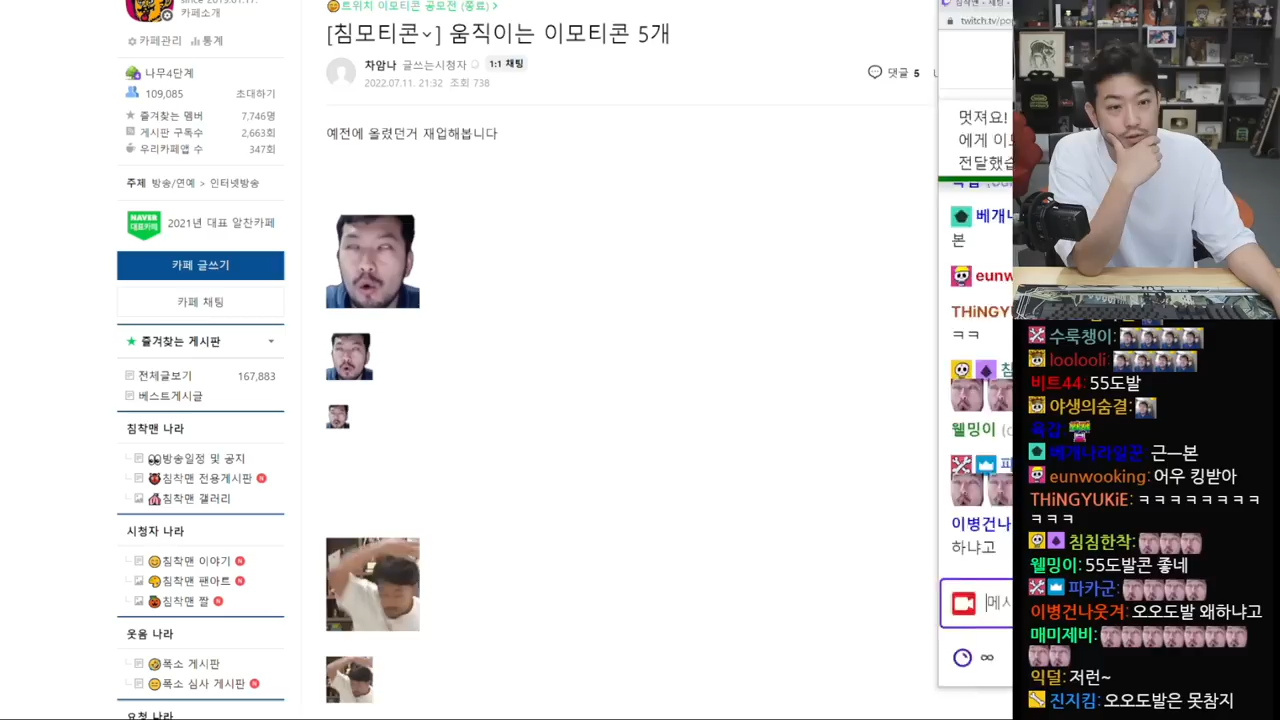 since 2019.01.17.
카페소개
카페관리 통계
나무4단계
109,085 초대하기
즐겨찾는 멤버 7,746명
게시판 구독수 2,663회
우리카페앱 수 347회
주제 방송/연예 > 인터넷방송
NAVER
대표카페
2021년 대표 알찬카페
카페 글쓰기
카페 채팅
즐겨찾는 게시판
전체글보기 167,883
베스트게시글
침착맨 나라
방송일정 및 공지
침착맨 전용게시판 N
침착맨 갤러리
시청자 나라
침착맨 이야기 N
침착맨 팬아트 N
침착맨 짤 N
웃음 나라
폭소 게시판
폭소 심사 게시판 N
요청 나라
트위치 이모티콘 공모전 (종료) >
[침모티콘⌄] 움직이는 이모티콘 5개
차암나 글쓰는시청자 1:1 채팅
2022.07.11. 21:32 조회 738
댓글 5
예전에 올렸던거 재업해봅니다
twitch.tv/po
멋져요!
에게 이
전달했습
베개나
본
eunw
THiNGY
ㅋㅋ
침
웰밍이
파
이병건나
하냐고
메시
∞
수룩챙이:
loolooli:
비트44: 55도발
야생의숨결:
육감
베개나라일꾼: 근—본
eunwooking: 어우 킹받아
THiNGYUKiE: ㅋㅋㅋㅋㅋㅋㅋㅋ
ㅋㅋㅋ
침침한착:
웰밍이: 55도발콘 좋네
파카군:
이병건나웃겨: 오오도발 왜하냐고
매미제비:
익덜: 저런~
진지킴: 오오도발은 못참지